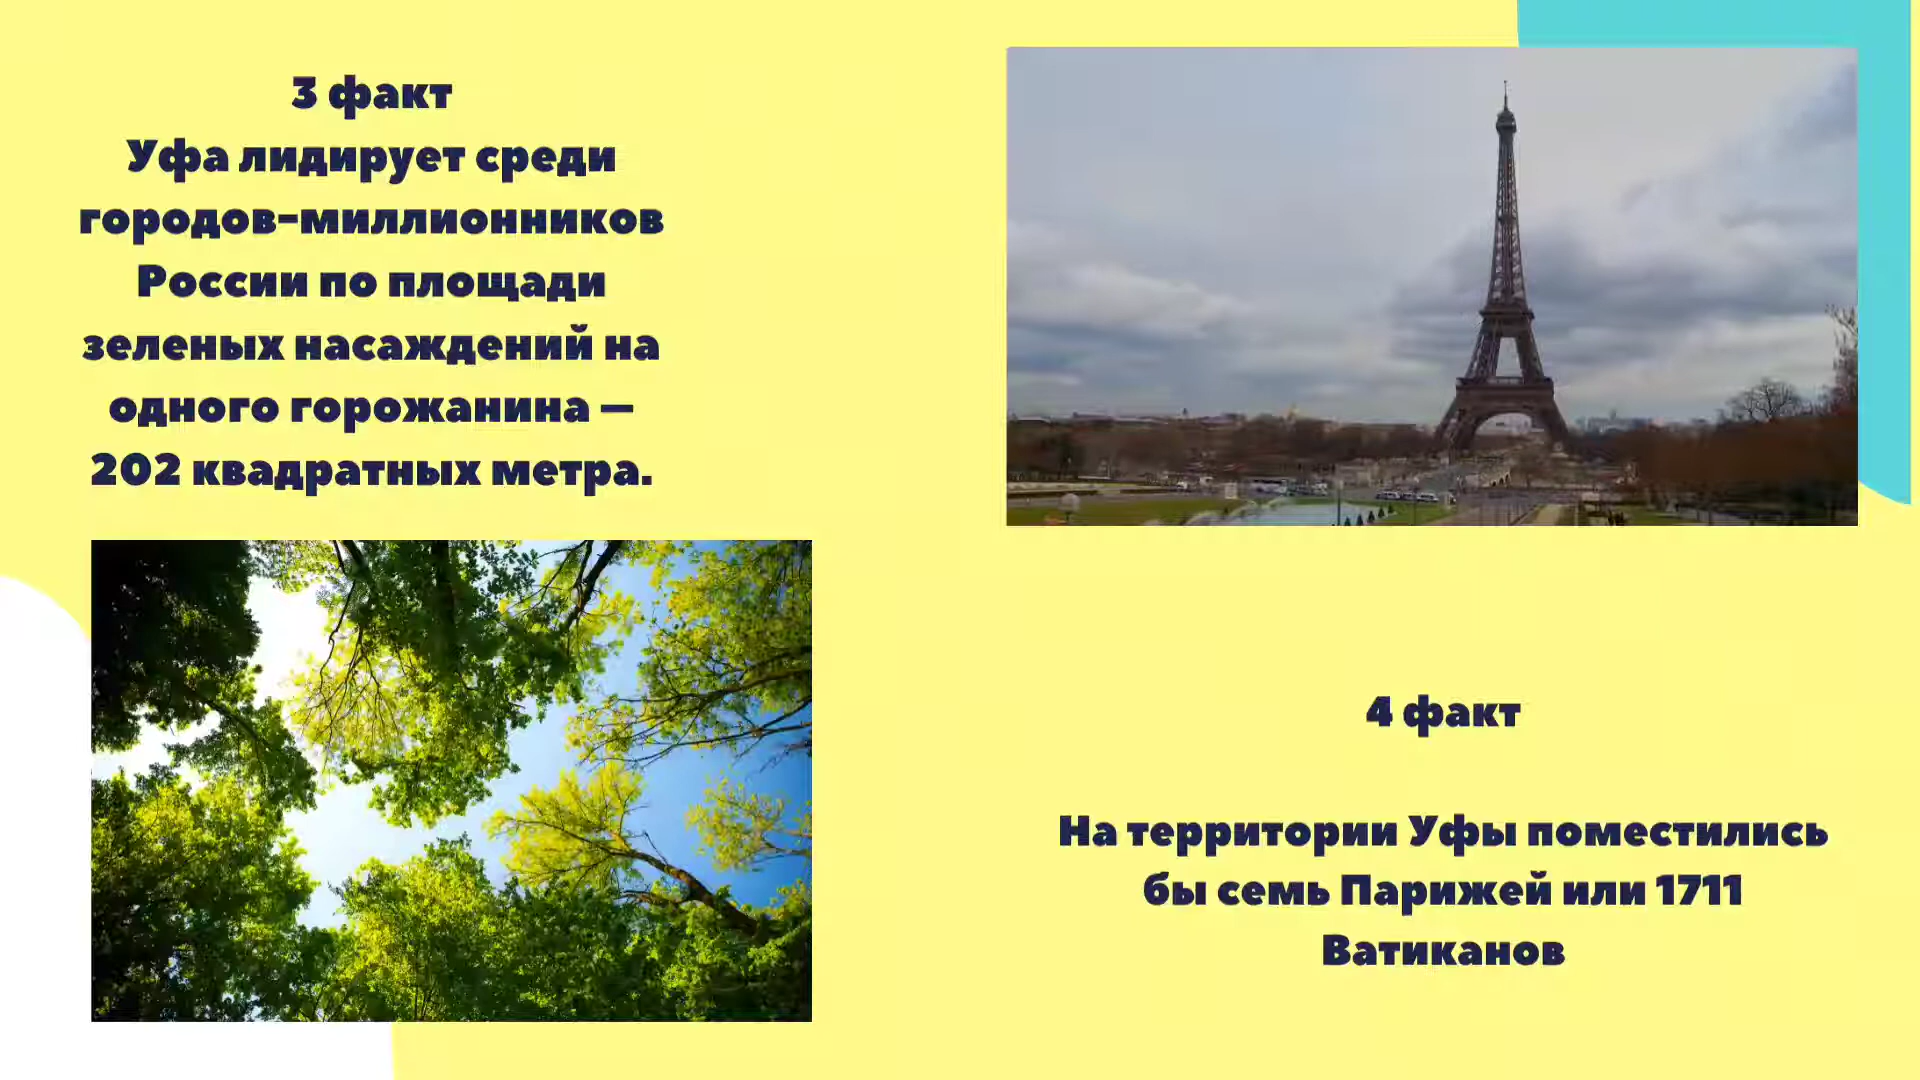 3 факт
Уфа лидирует среди
городов-миллионников
России по площади
зеленых насаждений на
одного горожанина —
202 квадратных метра.
4 факт
На территории Уфы поместились
бы семь Парижей или 1711
Ватиканов